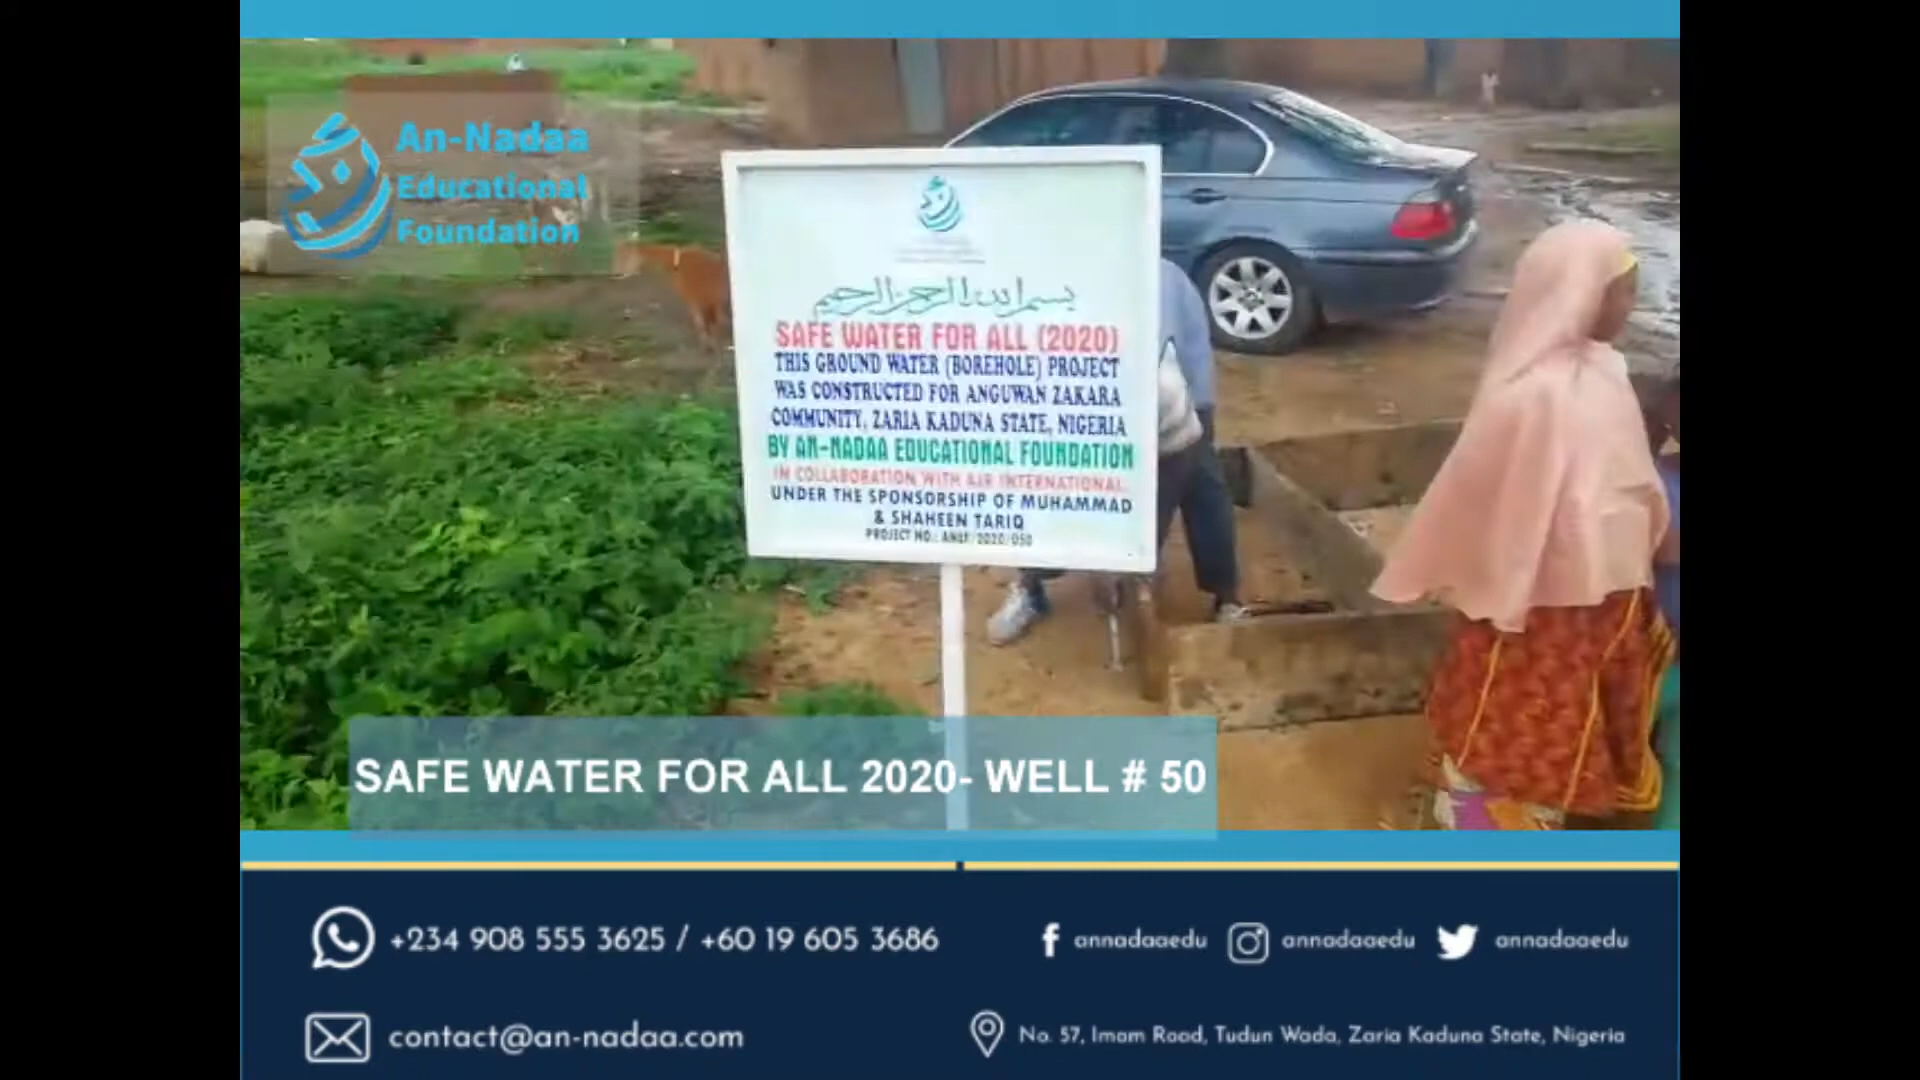 An-Nadaa
Educational
Foundation
بسم الله الرحمن الرحيم
SAFE WATER FOR ALL (2020)
THIS GROUND WATER (BOREHOLE) PROJECT
WAS CONSTRUCTED FOR ANGUWAN ZAKARA
COMMUNITY, ZARIA KADUNA STATE, NIGERIA
BY AN-NADAA EDUCATIONAL FOUNDATION
IN COLLABORATION WITH AIR INTERNATIONAL
UNDER THE SPONSORSHIP OF MUHAMMAD
& SHAHEEN TARIQ
PROJECT NO.: ANEF/2020/050
SAFE WATER FOR ALL 2020- WELL # 50
+234 908 555 3625 / +60 19 605 3686
annadaaedu annadaaedu annadaaedu
contact@an-nadaa.com
No. 57, Imam Road, Tudun Wada, Zaria Kaduna State, Nigeria